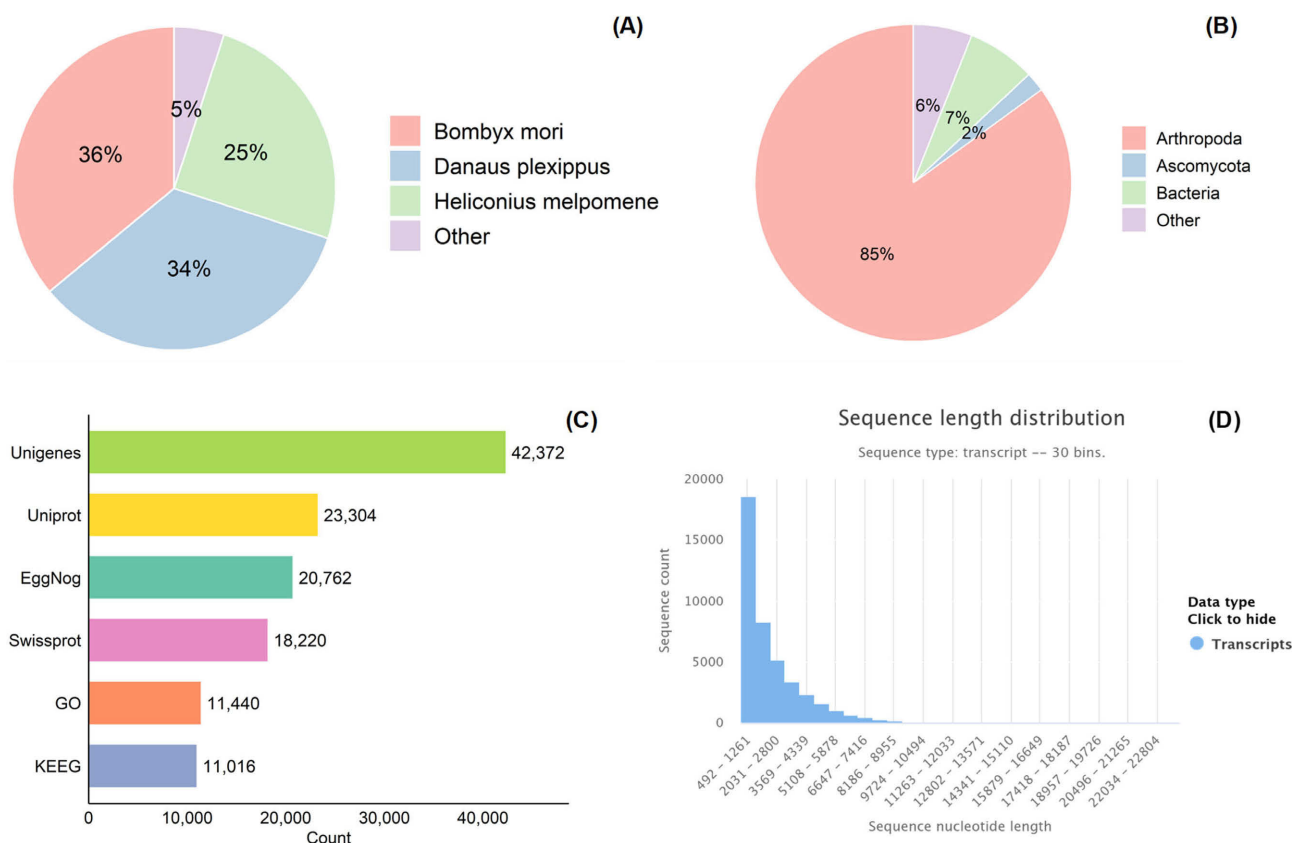 (A)
5%
36%
25%
34%
Bombyx mori
Danaus plexippus
Heliconius melpomene
Other
(B)
6%
7%
2%
85%
Arthropoda
Ascomycota
Bacteria
Other
(C)
Unigenes
42,372
Uniprot
23,304
EggNog
20,762
Swissprot
18,220
GO
11,440
KEEG
11,016
0
10,000
20,000
30,000
40,000
Count
Sequence length distribution
(D)
Sequence type: transcript -- 30 bins.
20000
15000
10000
5000
0
Sequence count
492 – 1261
2031 – 2800
3569 – 4339
5108 – 5878
6647 – 7416
8186 – 8955
9724 – 10494
11263 – 12033
12802 – 13571
14341 – 15110
15879 – 16649
17418 – 18187
18957 – 19726
20496 – 21265
22034 – 22804
Sequence nucleotide length
Data type
Click to hide
Transcripts